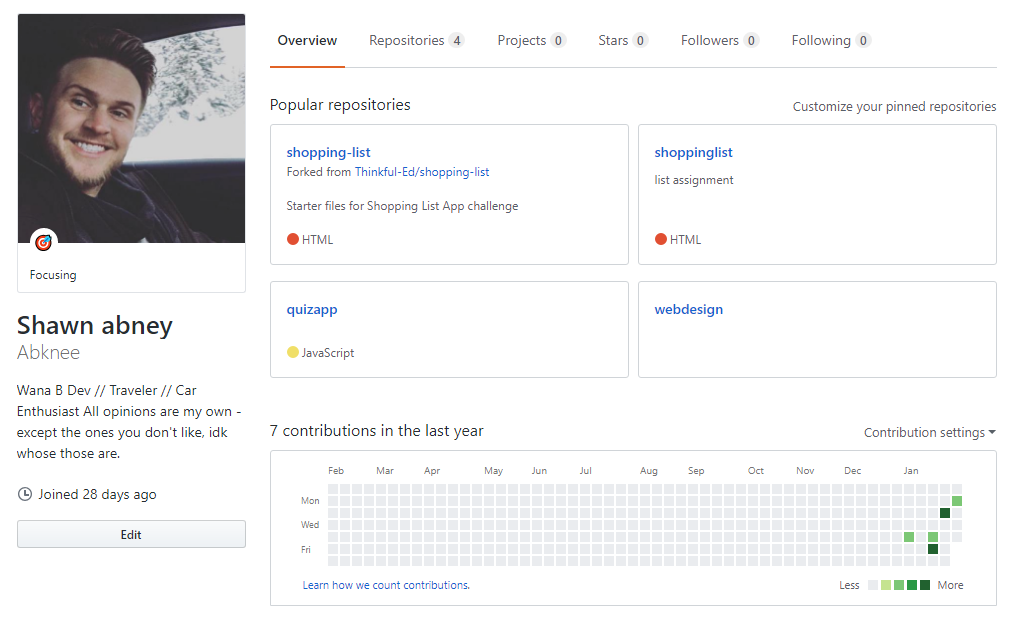 Overview Repositories 4 Projects 0 Stars 0 Followers 0 Following 0
Focusing
Shawn abney
Abknee
Wana B Dev // Traveler // Car
Enthusiast All opinions are my own -
except the ones you don't like, idk
whose those are.
Joined 28 days ago
Edit
Popular repositories
Customize your pinned repositories
shopping-list
Forked from Thinkful-Ed/shopping-list
Starter files for Shopping List App challenge
HTML
shoppinglist
list assignment
HTML
quizapp
JavaScript
webdesign
7 contributions in the last year
Contribution settings
Feb Mar Apr May Jun Jul Aug Sep Oct Nov Dec Jan
Mon
Wed
Fri
Learn how we count contributions.
Less More